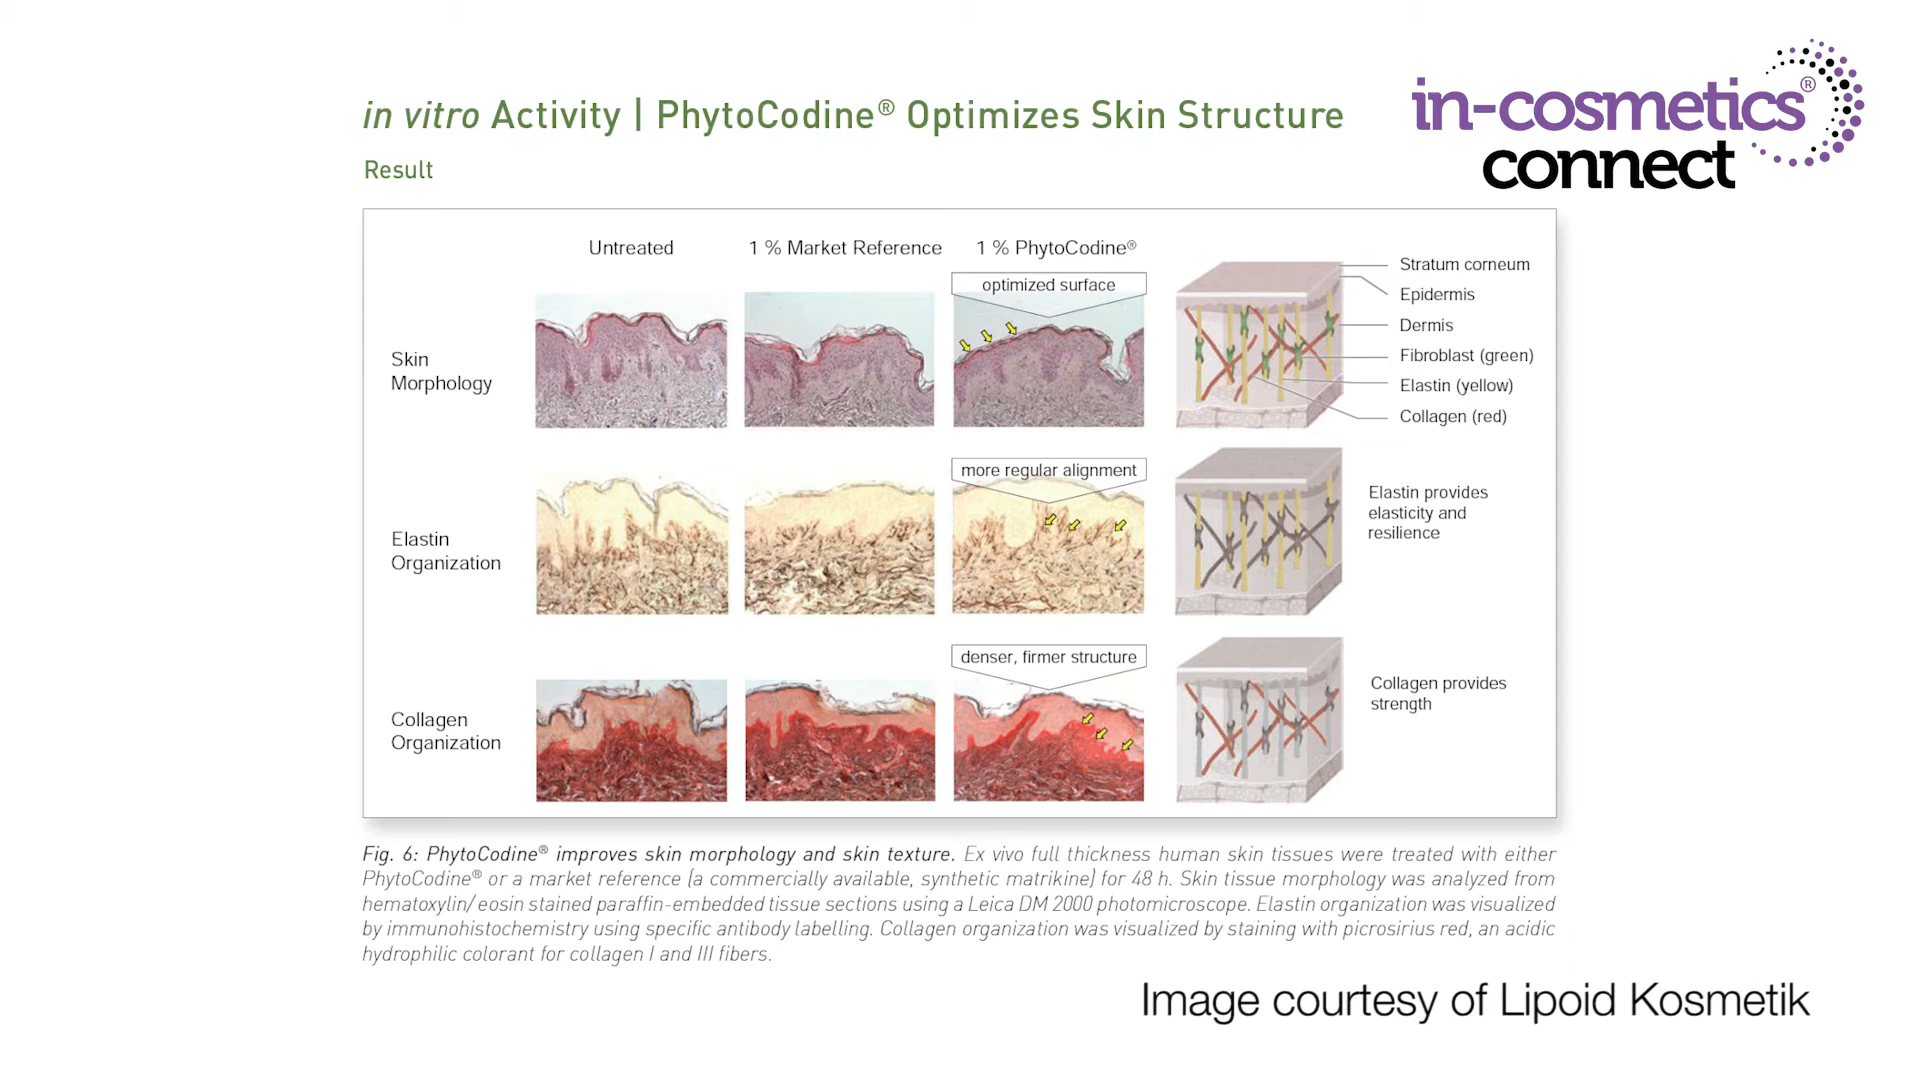 in vitro Activity | PhytoCodine® Optimizes Skin Structure
in-cosmetics®
connect
Result
Untreated
1 % Market Reference
1 % PhytoCodine®
optimized surface
Skin
Morphology
Stratum corneum
Epidermis
Dermis
Fibroblast (green)
Elastin (yellow)
Collagen (red)
more regular alignment
Elastin
Organization
Elastin provides
elasticity and
resilience
denser, firmer structure
Collagen
Organization
Collagen provides
strength
Fig. 6: PhytoCodine® improves skin morphology and skin texture. Ex vivo full thickness human skin tissues were treated with either
PhytoCodine® or a market reference (a commercially available, synthetic matrikine) for 48 h. Skin tissue morphology was analyzed from
hematoxylin/eosin stained paraffin-embedded tissue sections using a Leica DM 2000 photomicroscope. Elastin organization was visualized
by immunohistochemistry using specific antibody labelling. Collagen organization was visualized by staining with picrosirius red, an acidic
hydrophilic colorant for collagen I and III fibers.
Image courtesy of Lipoid Kosmetik